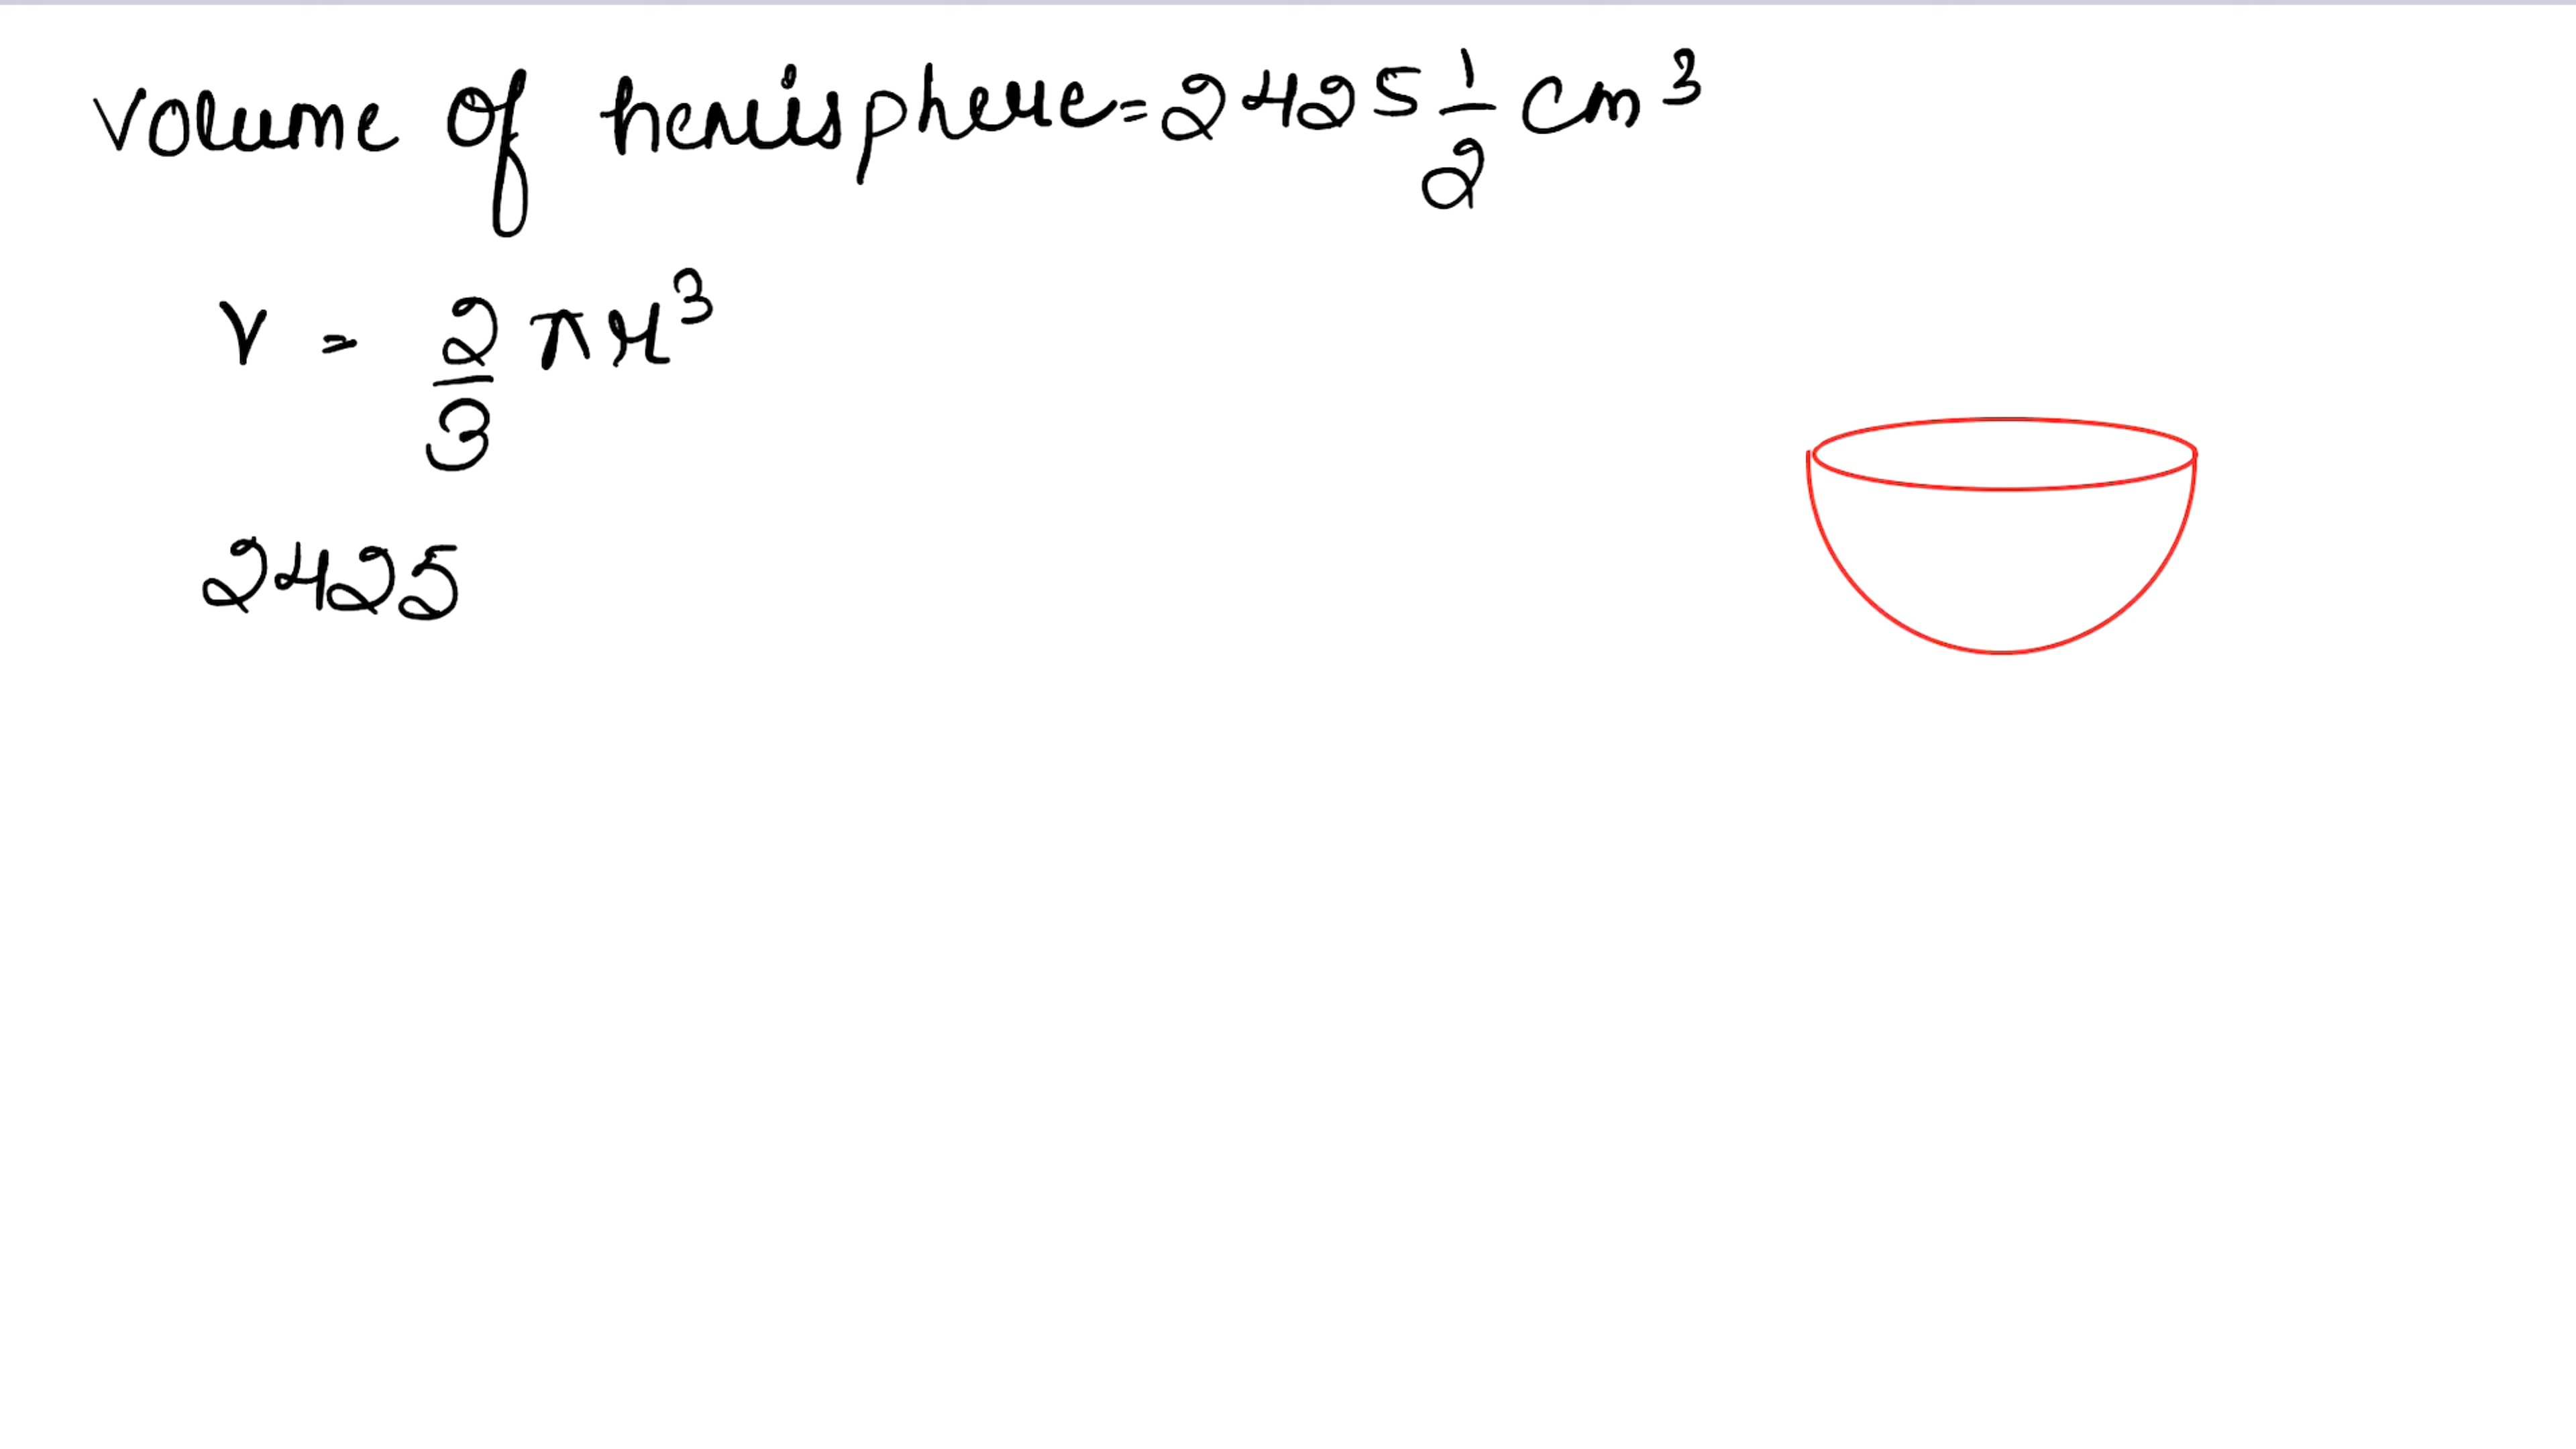 volume of hemisphere = 2425 1/2 cm³
V = 2/3 πr³
2425